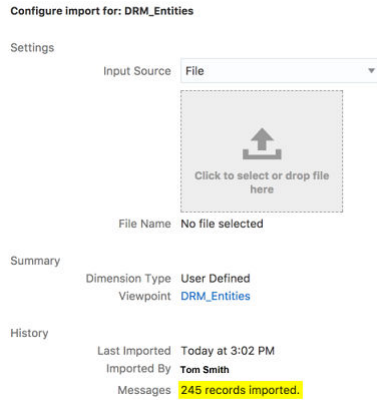 Configure import for: DRM_Entities
Settings
Input Source File
Click to select or drop file
here
File Name No file selected
Summary
Dimension Type User Defined
Viewpoint DRM_Entities
History
Last Imported Today at 3:02 PM
Imported By Tom Smith
Messages 245 records imported.